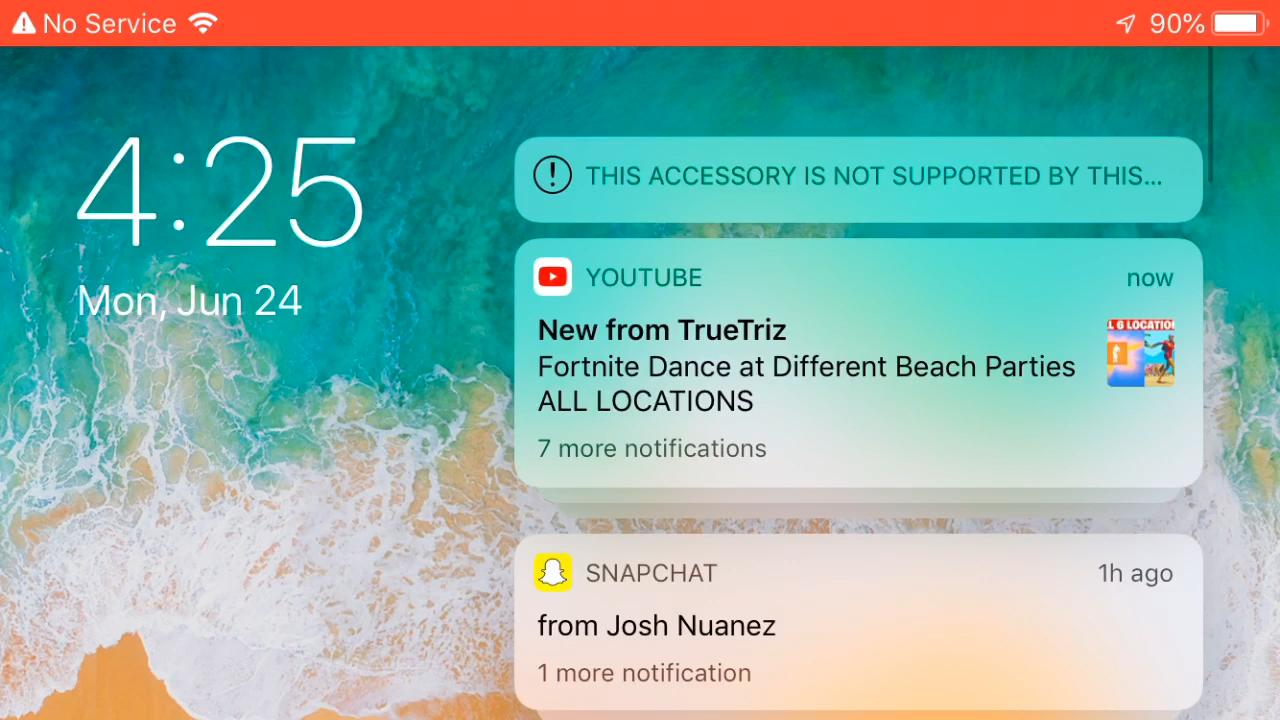 No Service
90%
4:25
Mon, Jun 24
THIS ACCESSORY IS NOT SUPPORTED BY THIS...
YOUTUBE
now
New from TrueTriz
Fortnite Dance at Different Beach Parties
ALL LOCATIONS
L 6 LOCATIO
7 more notifications
SNAPCHAT
1h ago
from Josh Nuanez
1 more notification